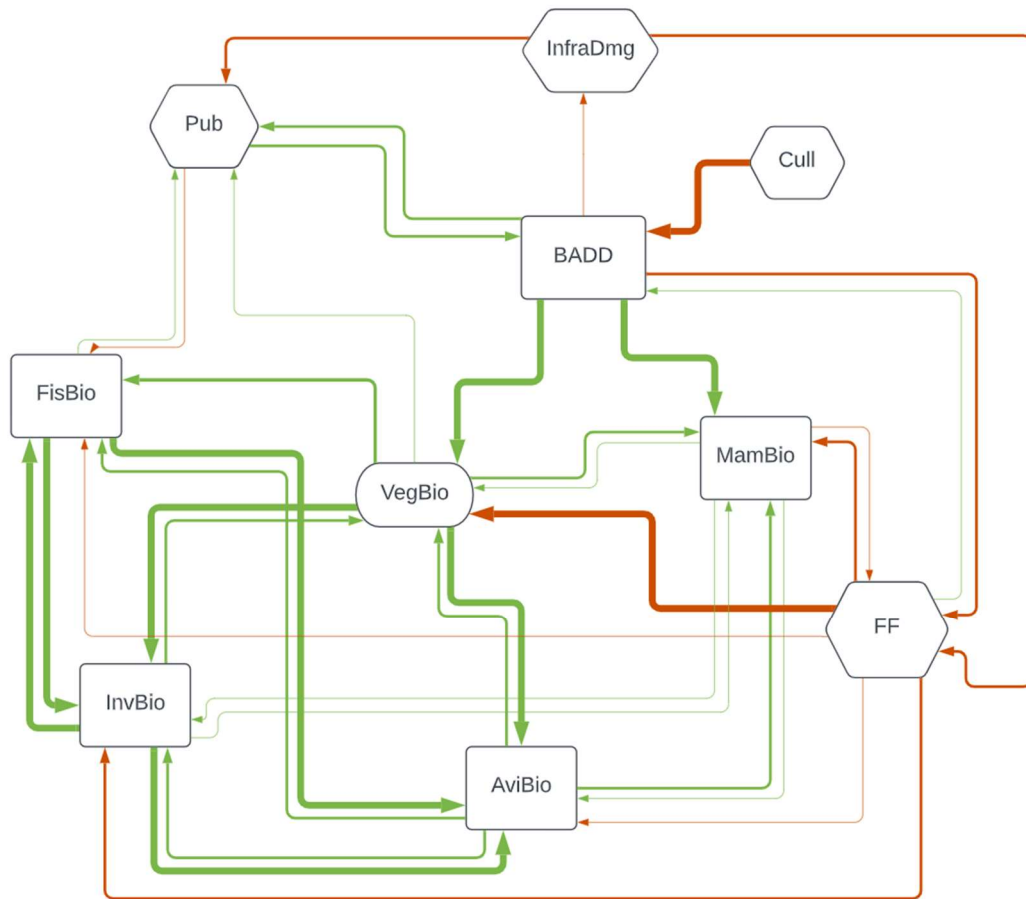 InfraDmg
Pub
Cull
BADD
FisBio
MamBio
VegBio
FF
InvBio
AviBio